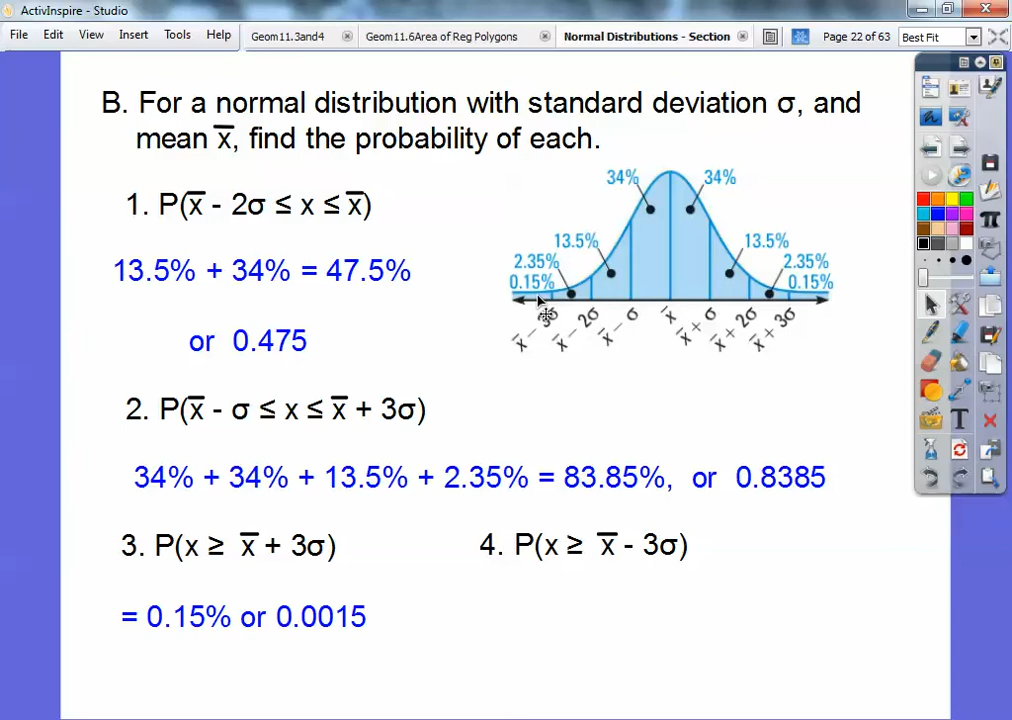 ActivInspire - Studio
File Edit View Insert Tools Help Geom11.3and4 Geom11.6Area of Reg Polygons Normal Distributions - Section Page 22 of 63 Best Fit
B. For a normal distribution with standard deviation σ, and
mean x̅, find the probability of each.
1. P(x̅ - 2σ ≤ x ≤ x̅)
13.5% + 34% = 47.5%
or 0.475
34% 34%
13.5% 13.5%
2.35% 2.35%
0.15% 0.15%
x̅ – 3σ x̅ – 2σ x̅ – σ x̅ x̅ + σ x̅ + 2σ x̅ + 3σ
2. P(x̅ - σ ≤ x ≤ x̅ + 3σ)
34% + 34% + 13.5% + 2.35% = 83.85%, or 0.8385
3. P(x ≥ x̅ + 3σ) 4. P(x ≥ x̅ - 3σ)
= 0.15% or 0.0015